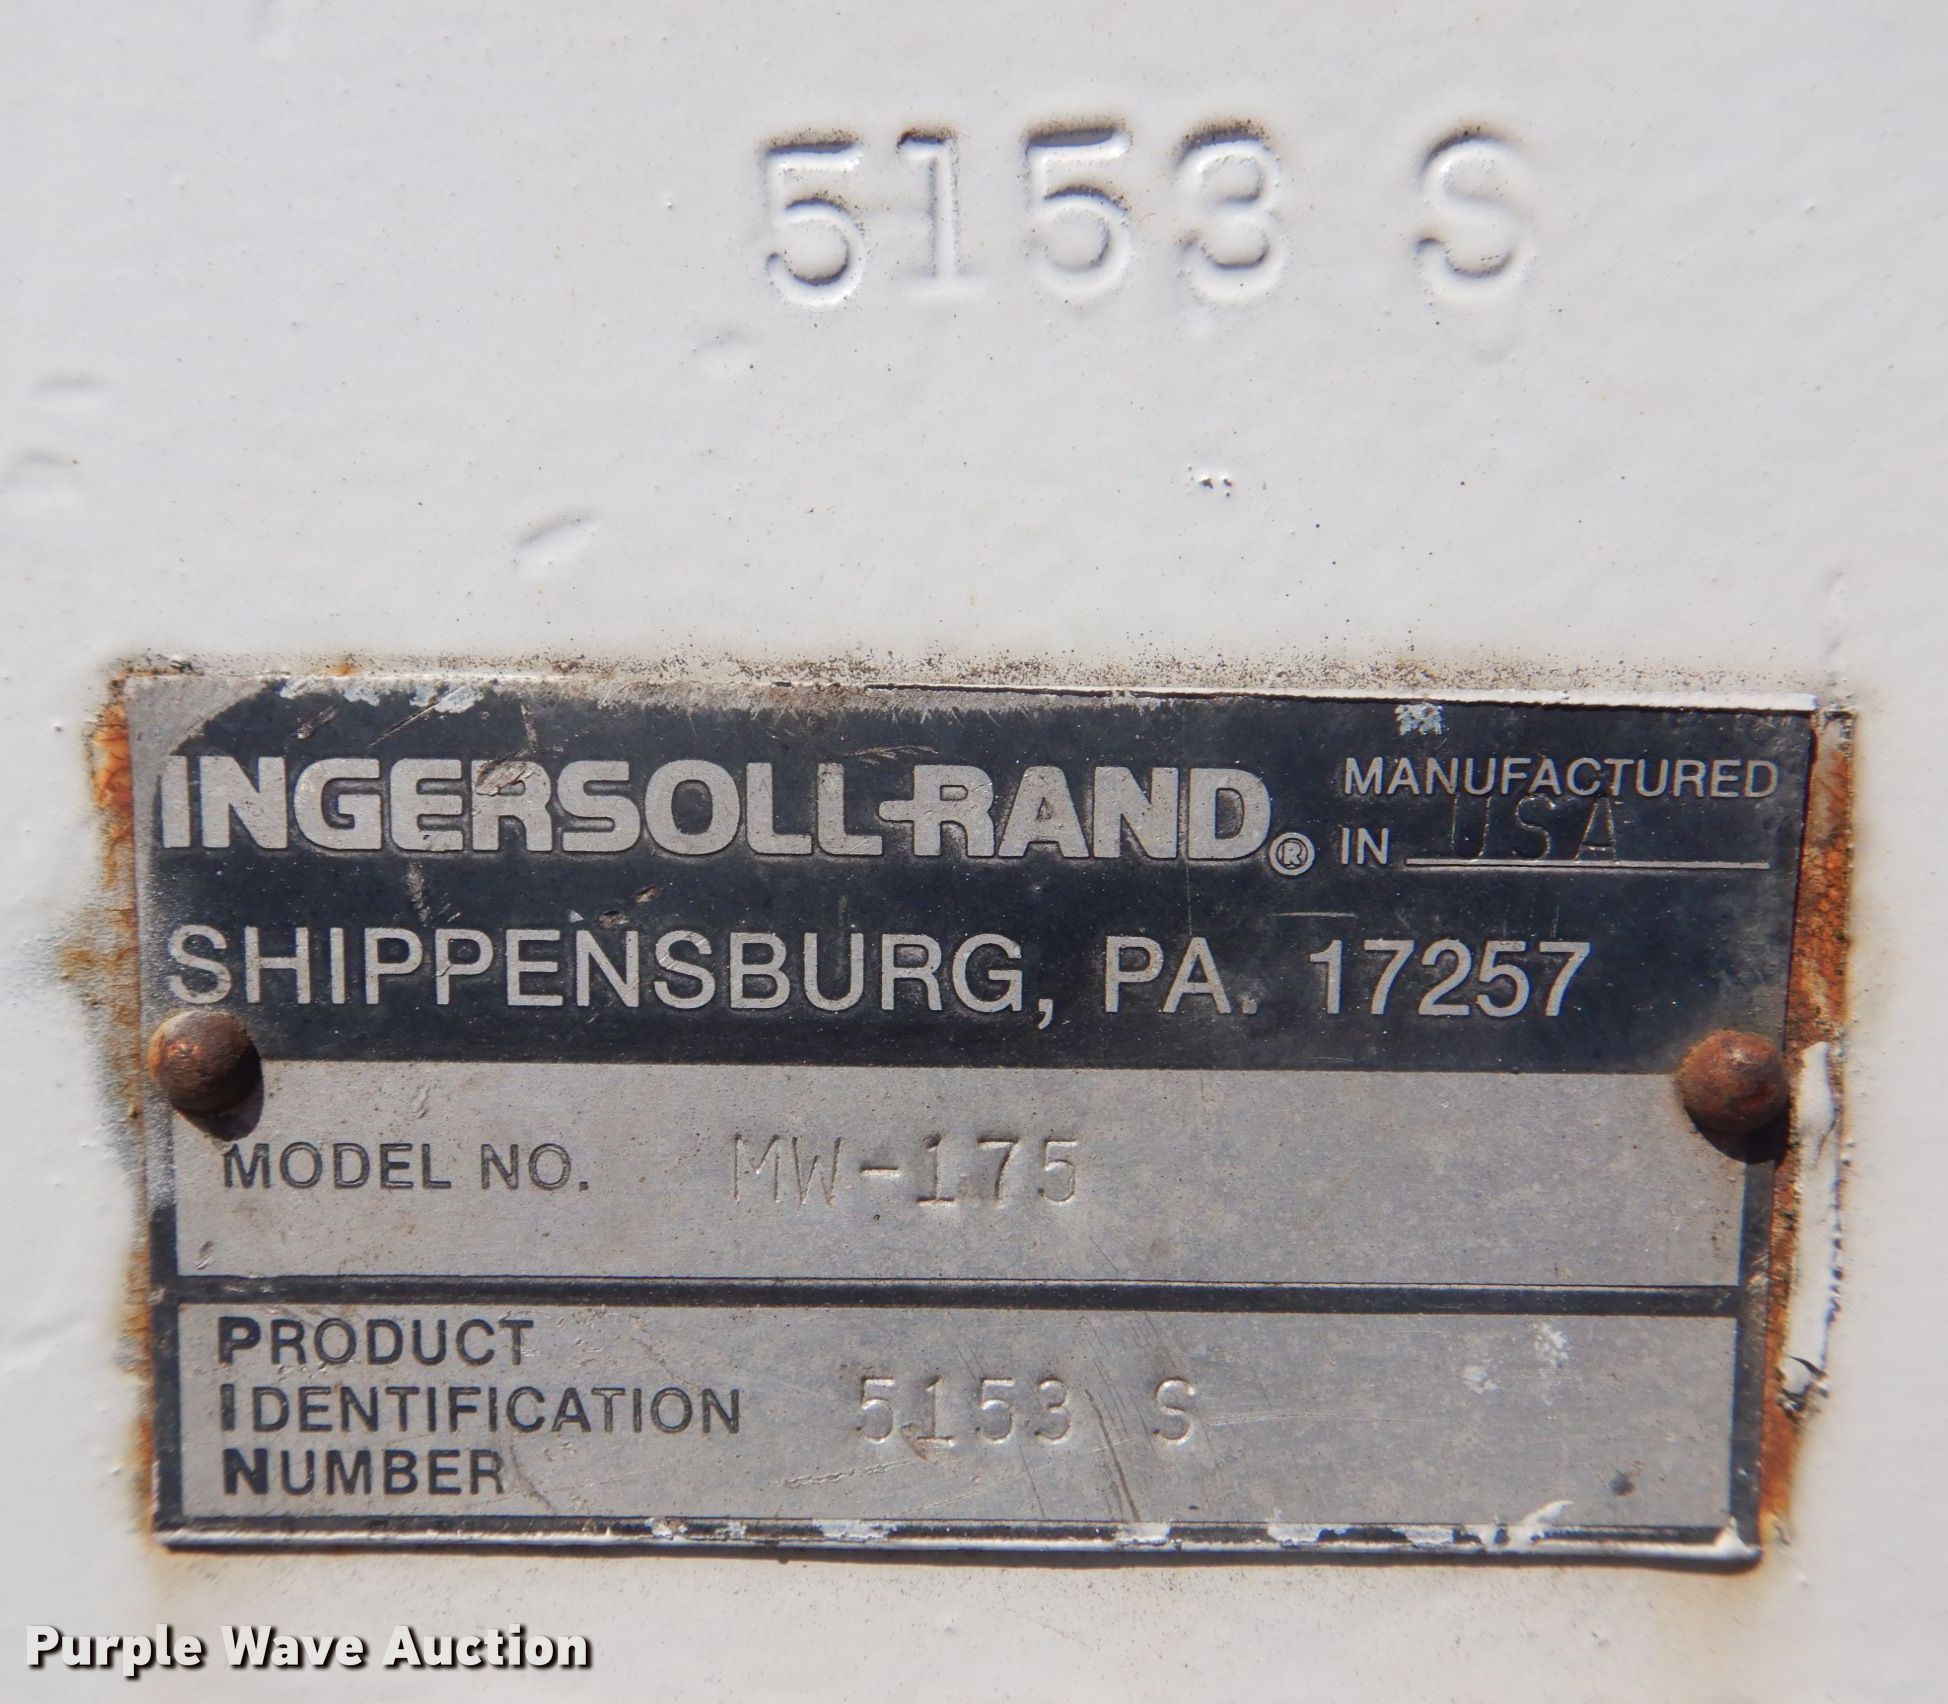 5153 S
INGERSOLL-RAND® MANUFACTURED
IN USA
SHIPPENSBURG, PA. 17257
MODEL NO. MW-175
PRODUCT
IDENTIFICATION 5153 S
NUMBER
Purple Wave Auction